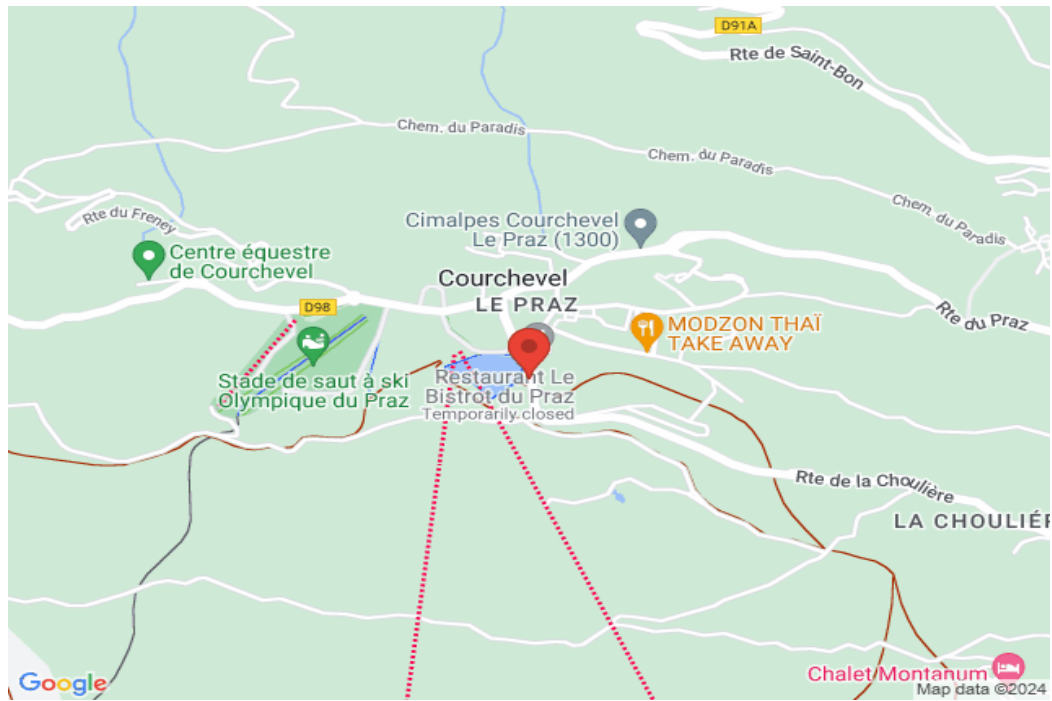 D91A
Rte de Saint-Bon
Chem. du Paradis
Chem. du Paradis
Chem. du Paradis
Rte du Freney
Cimalpes Courchevel
Le Praz (1300)
Centre équestre
de Courchevel
Courchevel
LE PRAZ
D98
Rte du Praz
MODZON THAÏ
TAKE AWAY
Stade de saut à ski
Olympique du Praz
Restaurant Le
Bistrot du Praz
Temporarily closed
Rte de la Choulière
LA CHOULIÉR
Chalet Montanum
Google
Map data ©2024